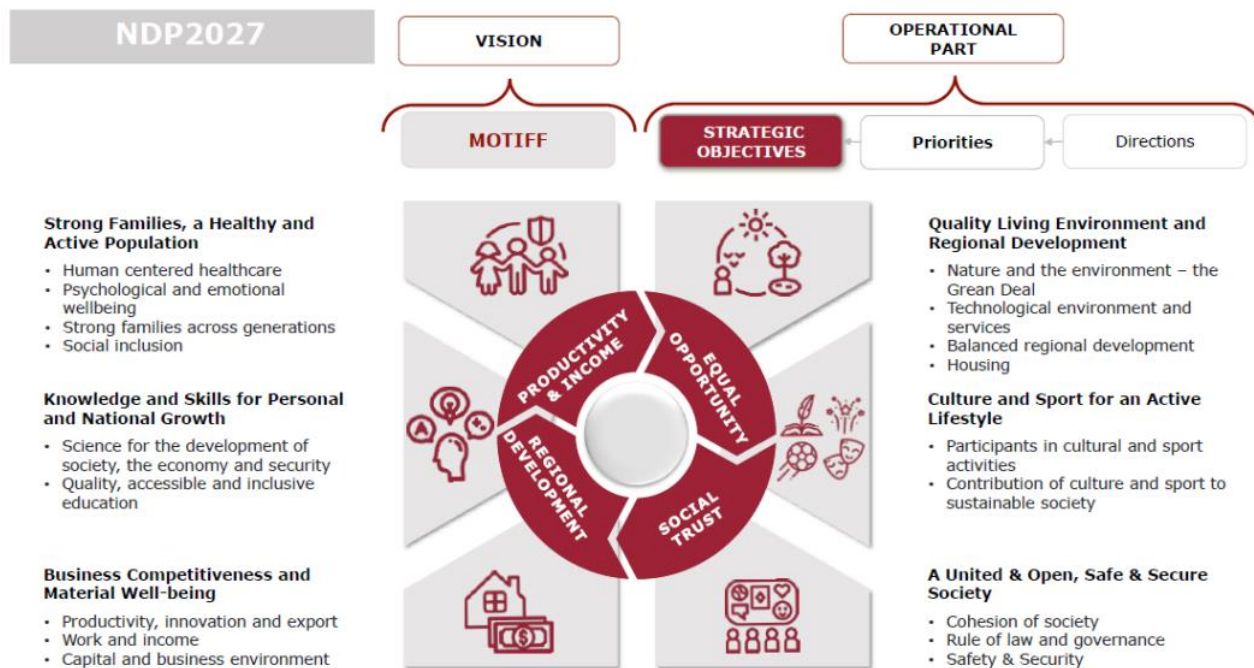 NDP2027
VISION
OPERATIONAL
PART
MOTIFF
STRATEGIC
OBJECTIVES
Priorities
Directions
Strong Families, a Healthy and
Active Population
• Human centered healthcare
• Psychological and emotional
wellbeing
• Strong families across generations
• Social inclusion
Knowledge and Skills for Personal
and National Growth
• Science for the development of
society, the economy and security
• Quality, accessible and inclusive
education
Business Competitiveness and
Material Well-being
• Productivity, innovation and export
• Work and income
• Capital and business environment
PRODUCTIVITY
& INCOME
EQUAL
OPPORTUNITY
REGIONAL
DEVELOPMENT
SOCIAL
TRUST
A
$
Quality Living Environment and
Regional Development
• Nature and the environment – the
Grean Deal
• Technological environment and
services
• Balanced regional development
• Housing
Culture and Sport for an Active
Lifestyle
• Participants in cultural and sport
activities
• Contribution of culture and sport to
sustainable society
A United & Open, Safe & Secure
Society
• Cohesion of society
• Rule of law and governance
• Safety & Security